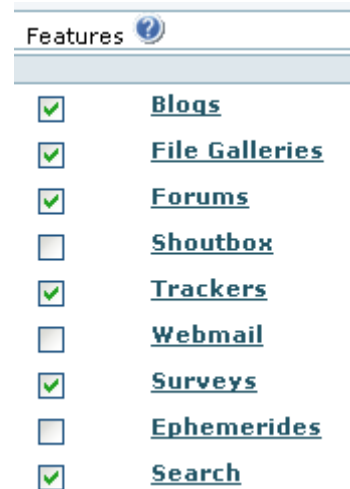 Features ?
Blogs
File Galleries
Forums
Shoutbox
Trackers
Webmail
Surveys
Ephemerides
Search